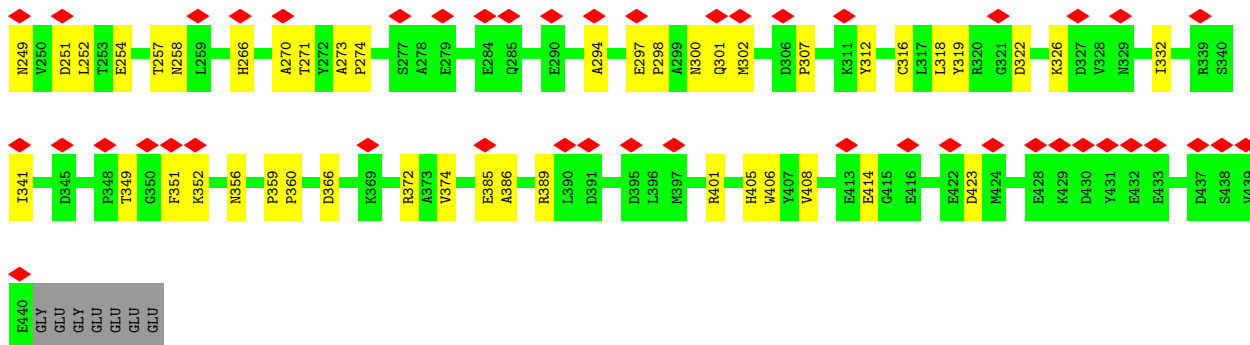 N249 V250 D251 L252 T253 E254 T257 N258 L259 H266 A270 T271 Y272 A273 P274 S277 A278 E279 E284 Q285 E290 A294 E297 P298 A299 N300 Q301 M302 D306 P307 K311 Y312 C316 L317 L318 Y319 R320 G321 D322 K326 D327 V328 N329 I332 R339 S340
I341 D345 P348 T349 G350 F351 K352 N356 P359 P360 D366 K369 R372 A373 V374 E385 A386 R389 L390 D391 D395 L396 M397 R401 H405 W406 Y407 V408 E413 E414 G415 E416 E422 D423 M424 E428 K429 D430 Y431 E432 E433 D437 S438 V439
E440 GLY GLU GLY GLU GLU GLU GLU